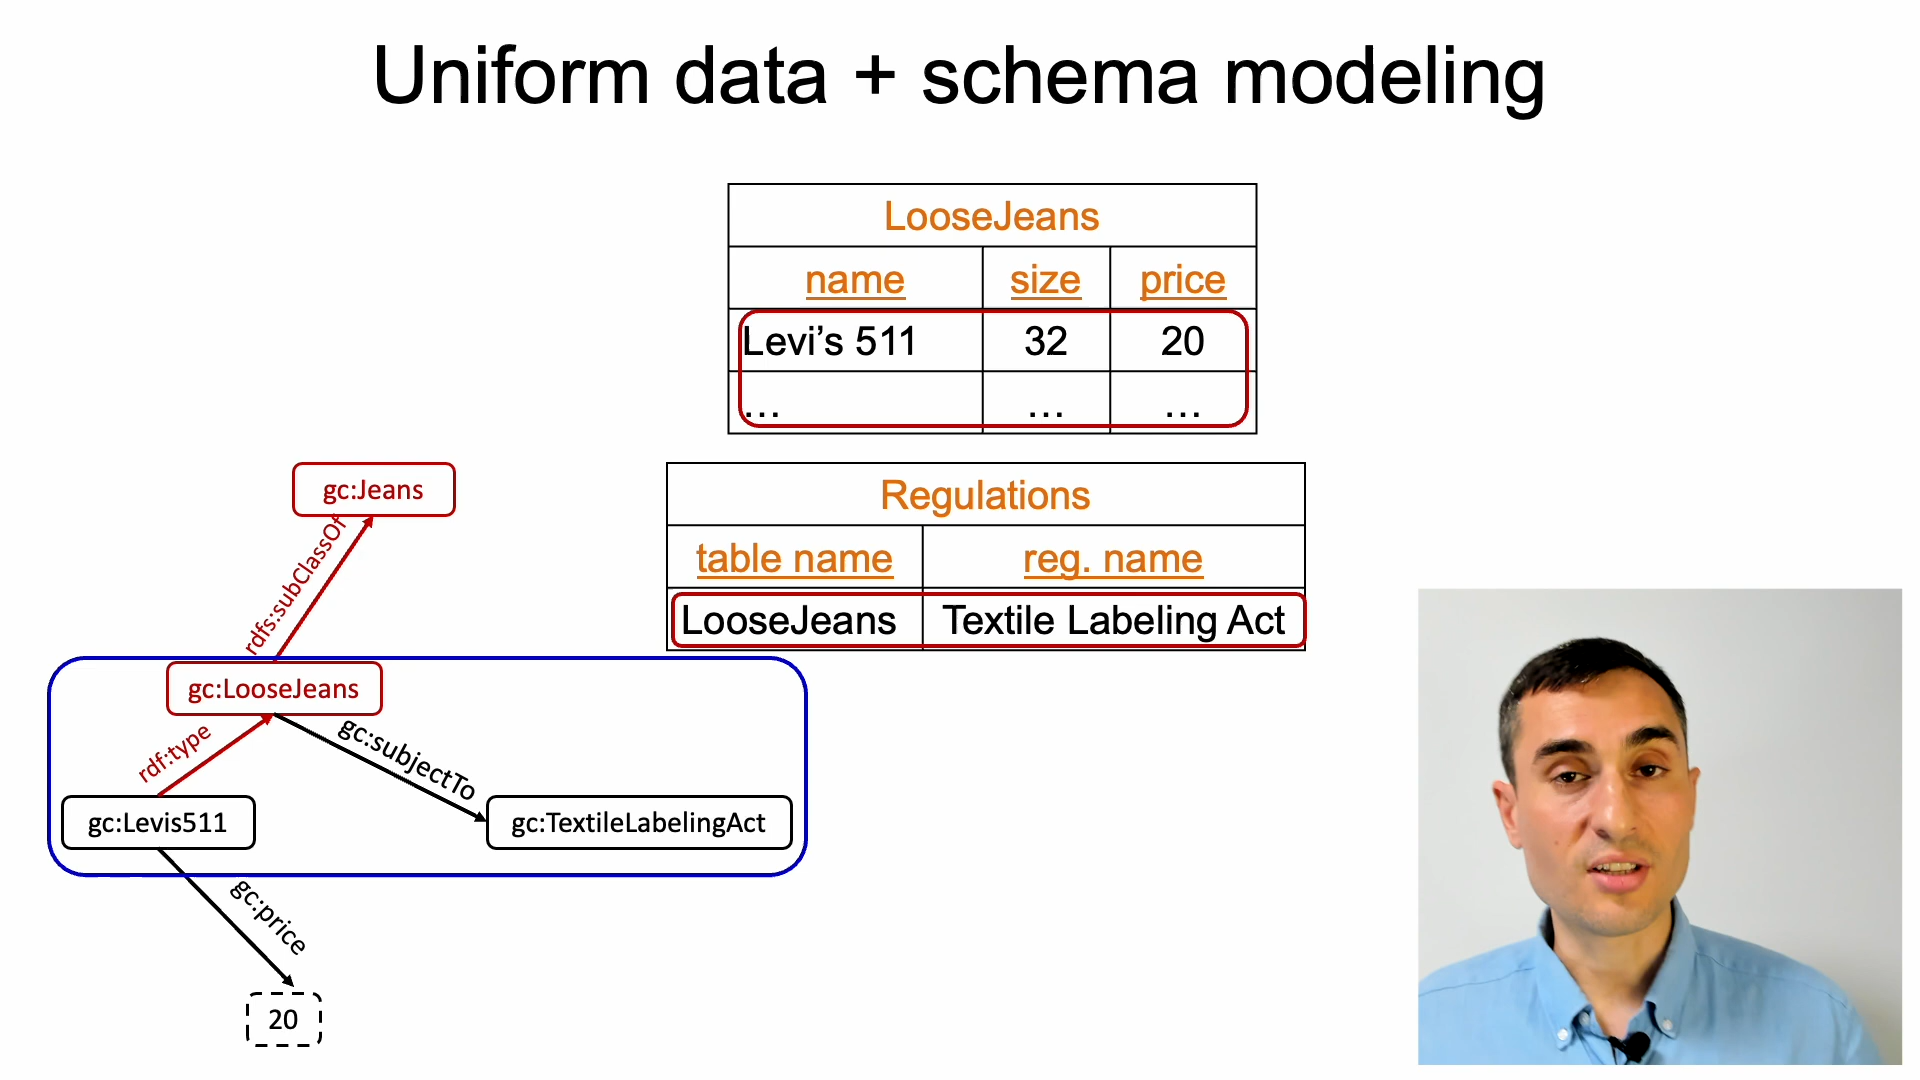 Uniform data + schema modeling
LooseJeans
name size price
Levi’s 511 32 20
... ... ...
Regulations
table name reg. name
LooseJeans Textile Labeling Act
gc:Jeans
rdfs:subClassOf
gc:LooseJeans
rdf:type
gc:subjectTo
gc:Levis511
gc:TextileLabelingAct
gc:price
20